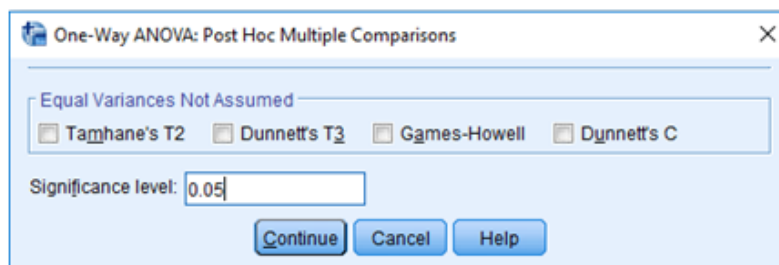 One-Way ANOVA: Post Hoc Multiple Comparisons
Equal Variances Not Assumed
Tamhane's T2 Dunnett's T3 Games-Howell Dunnett's C
Significance level: 0.05
Continue Cancel Help